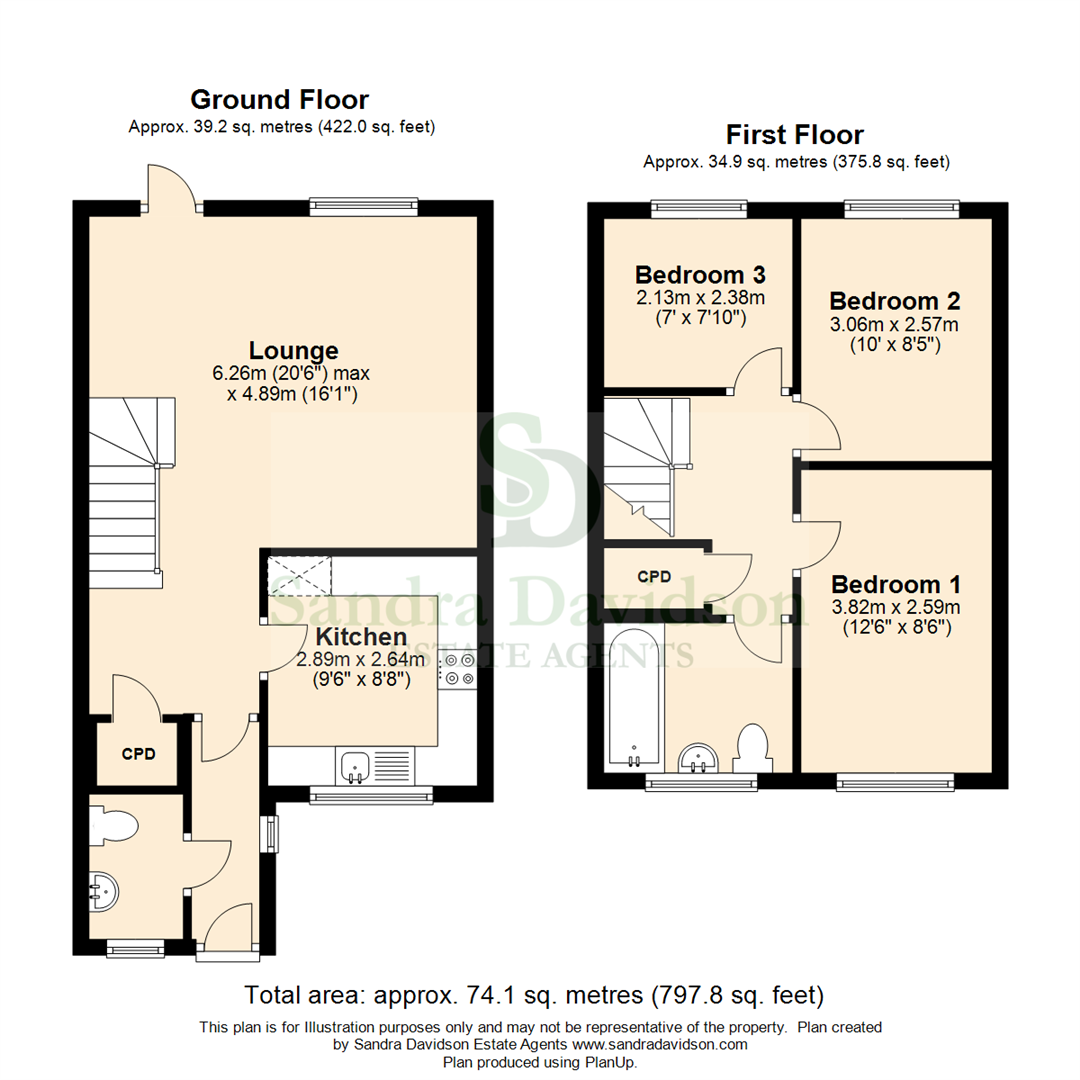 Ground Floor
Approx. 39.2 sq. metres (422.0 sq. feet)
First Floor
Approx. 34.9 sq. metres (375.8 sq. feet)
Lounge
6.26m (20'6") max
x 4.89m (16'1")
Kitchen
2.89m x 2.64m
(9'6" x 8'8")
CPD
Bedroom 3
2.13m x 2.38m
(7' x 7'10")
Bedroom 2
3.06m x 2.57m
(10' x 8'5")
CPD
Bedroom 1
3.82m x 2.59m
(12'6" x 8'6")
SD
Sandra Davidson
ESTATE AGENTS
Total area: approx. 74.1 sq. metres (797.8 sq. feet)
This plan is for Illustration purposes only and may not be representative of the property. Plan created
by Sandra Davidson Estate Agents www.sandradavidson.com
Plan produced using PlanUp.